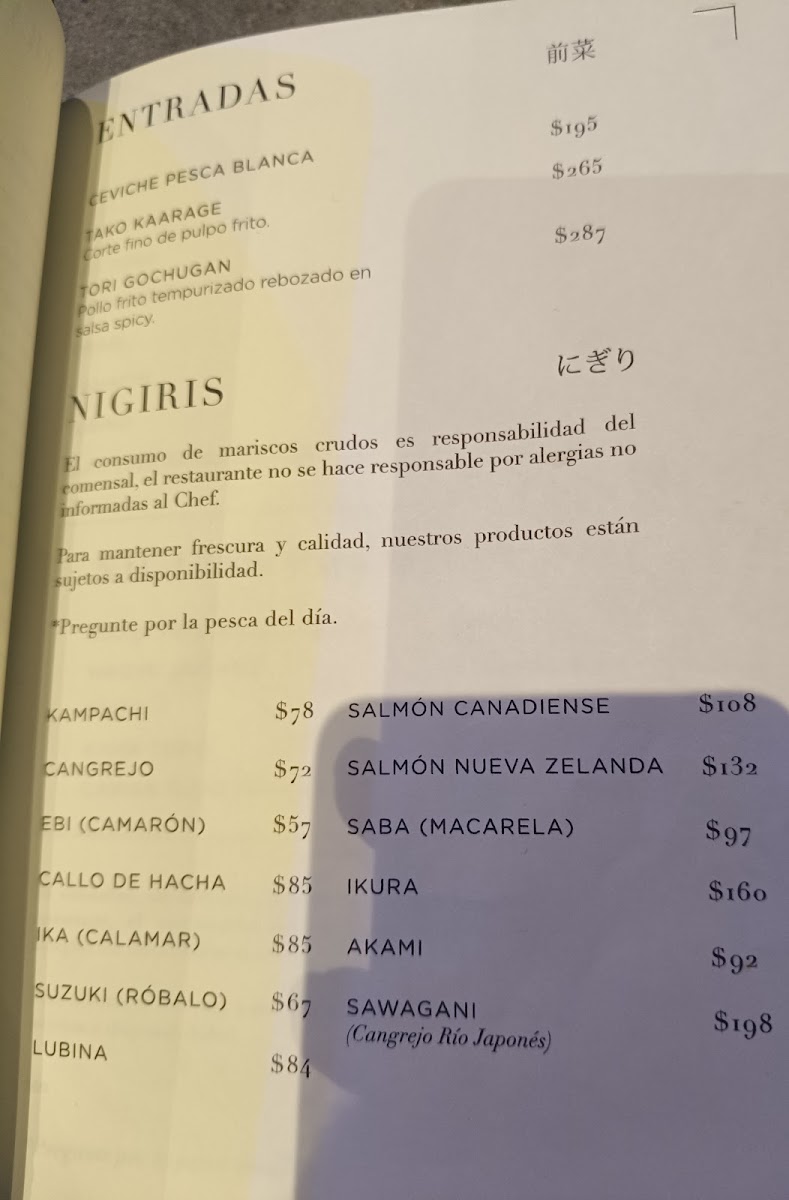 ENTRADAS 前菜
CEVICHE PESCA BLANCA $195
TAKO KAARAGE $265
Corte fino de pulpo frito.
TORI GOCHUGAN $287
Pollo frito tempurizado rebozado en
salsa spicy.
NIGIRIS にぎり
El consumo de mariscos crudos es responsabilidad del
comensal, el restaurante no se hace responsable por alergias no
informadas al Chef.
Para mantener frescura y calidad, nuestros productos están
sujetos a disponibilidad.
*Pregunte por la pesca del día.
KAMPACHI $78
CANGREJO $72
EBI (CAMARÓN) $57
CALLO DE HACHA $85
IKA (CALAMAR) $85
SUZUKI (RÓBALO) $67
LUBINA $84
SALMÓN CANADIENSE $108
SALMÓN NUEVA ZELANDA $132
SABA (MACARELA) $97
IKURA $160
AKAMI $92
SAWAGANI $198
(Cangrejo Río Japonés)